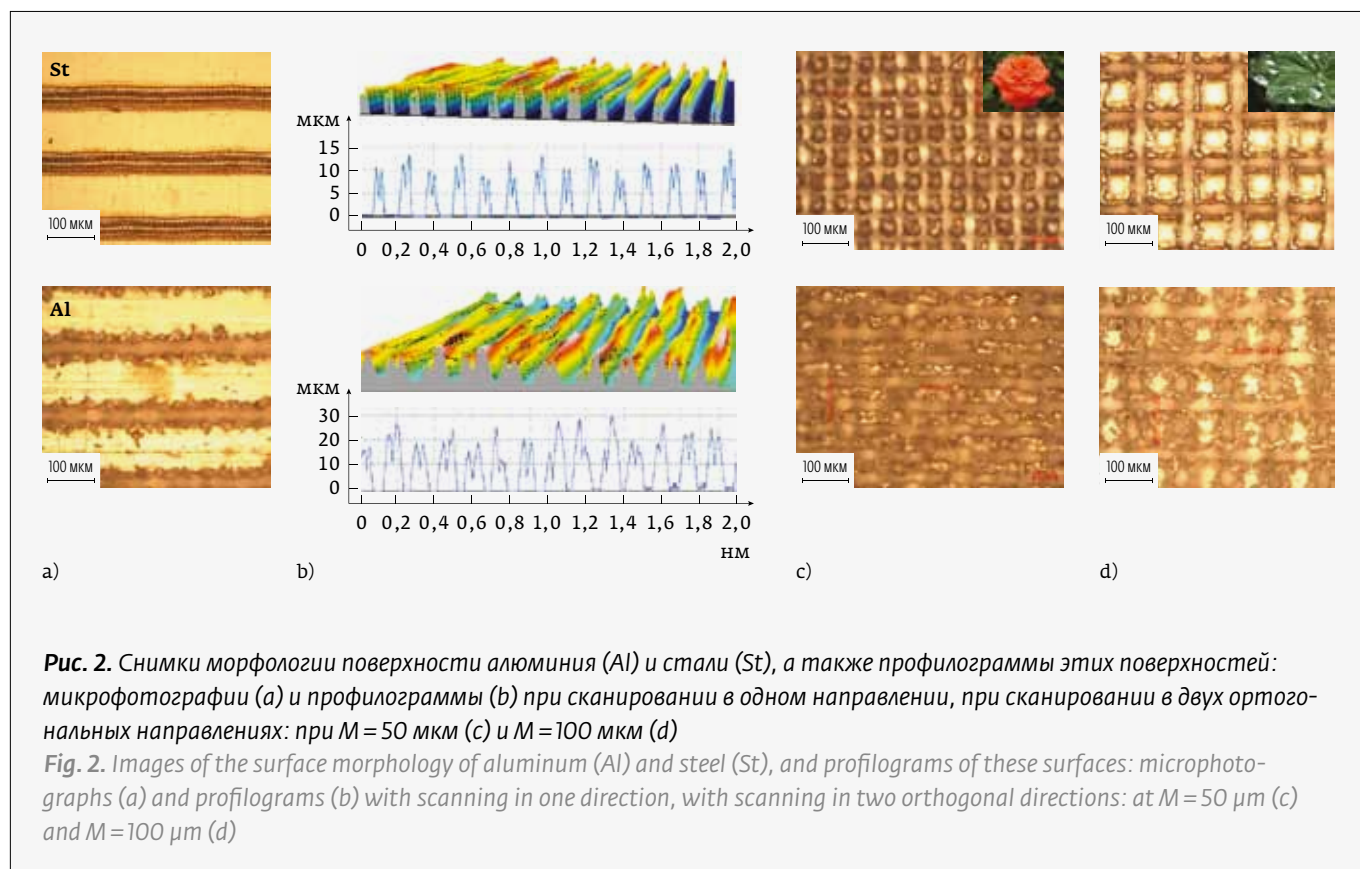 St
100 мкм
мкм
15
10
5
0
0 0,2 0,4 0,6 0,8 1,0 1,2 1,4 1,6 1,8 2,0
100 мкм
100 мкм
Al
100 мкм
мкм
30
20
10
0
0 0,2 0,4 0,6 0,8 1,0 1,2 1,4 1,6 1,8 2,0
нм
100 мкм
100 мкм
a)
b)
c)
d)
Рис. 2. Снимки морфологии поверхности алюминия (Al) и стали (St), а также профилограммы этих поверхностей:
микрофотографии (a) и профилограммы (b) при сканировании в одном направлении, при сканировании в двух ортого-
нальных направлениях: при M = 50 мкм (c) и M = 100 мкм (d)
Fig. 2. Images of the surface morphology of aluminum (Al) and steel (St), and profilograms of these surfaces: microphoto-
graphs (a) and profilograms (b) with scanning in one direction, with scanning in two orthogonal directions: at M = 50 µm (c)
and M = 100 µm (d)